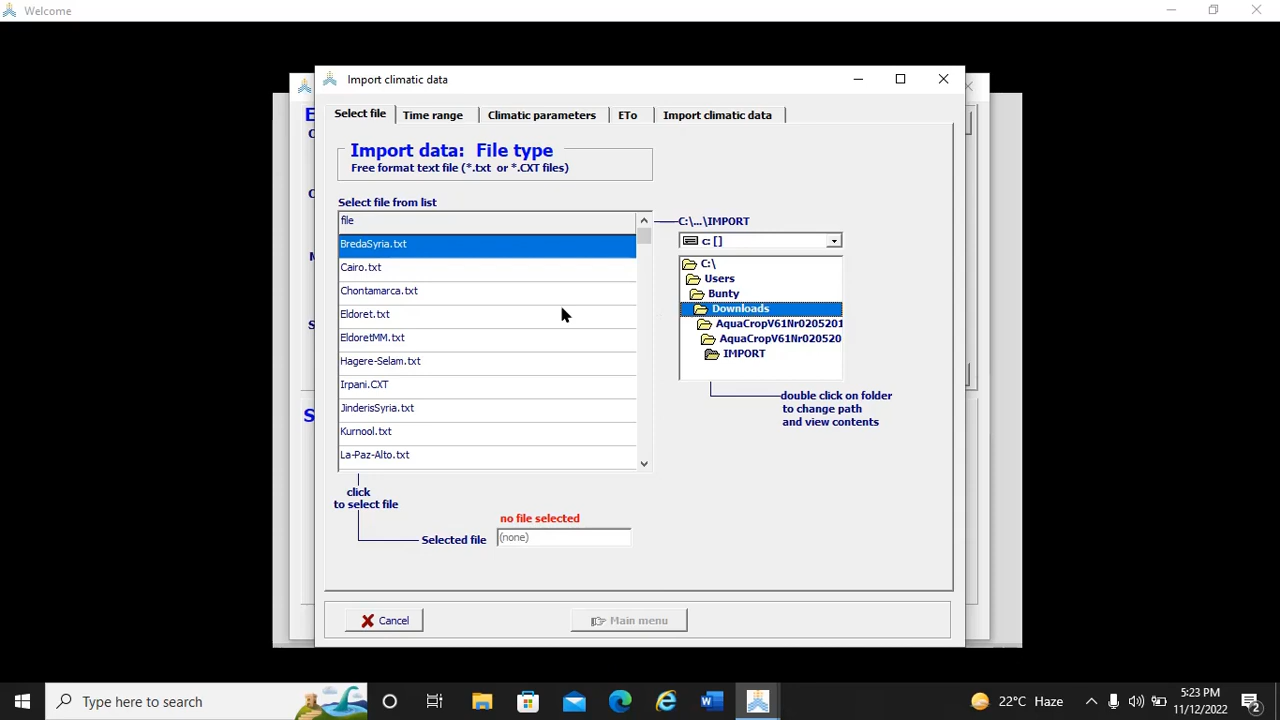 Welcome
Import climatic data
Select file
Time range
Climatic parameters
ETo
Import climatic data
Import data: File type
Free format text file (*.txt or *.CXT files)
Select file from list
file
BredaSyria.txt
Cairo.txt
Chontamarca.txt
Eldoret.txt
EldoretMM.txt
Hagere-Selam.txt
Irpani.CXT
JinderisSyria.txt
Kurnool.txt
La-Paz-Alto.txt
C:\...\IMPORT
c: []
C:\
Users
Bunty
Downloads
AquaCropV61Nr0205201
AquaCropV61Nr020520
IMPORT
double click on folder
to change path
and view contents
click
to select file
no file selected
Selected file
(none)
Cancel
Main menu
Type here to search
22°C Haze
5:23 PM
11/12/2022
2